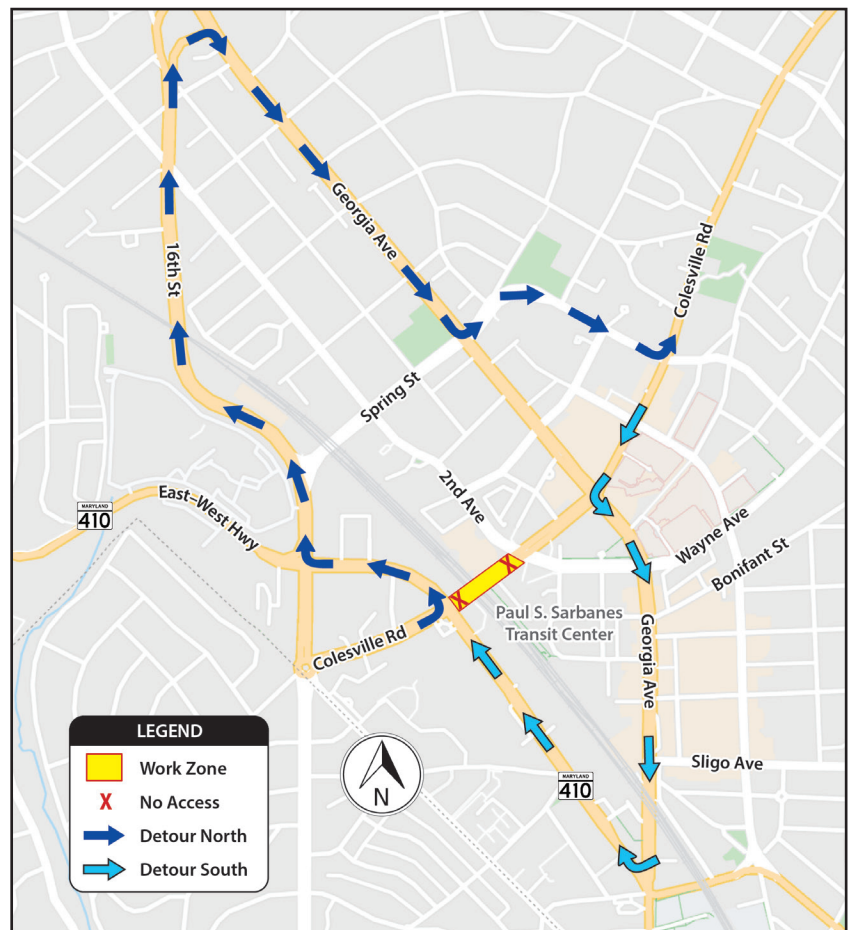 Georgia Ave
Colesville Rd
16th St
Spring St
2nd Ave
East–West Hwy
MARYLAND
410
Wayne Ave
Bonifant St
Paul S. Sarbanes
Transit Center
Colesville Rd
Georgia Ave
Sligo Ave
MARYLAND
410
N
LEGEND
Work Zone
X No Access
Detour North
Detour South
X
X